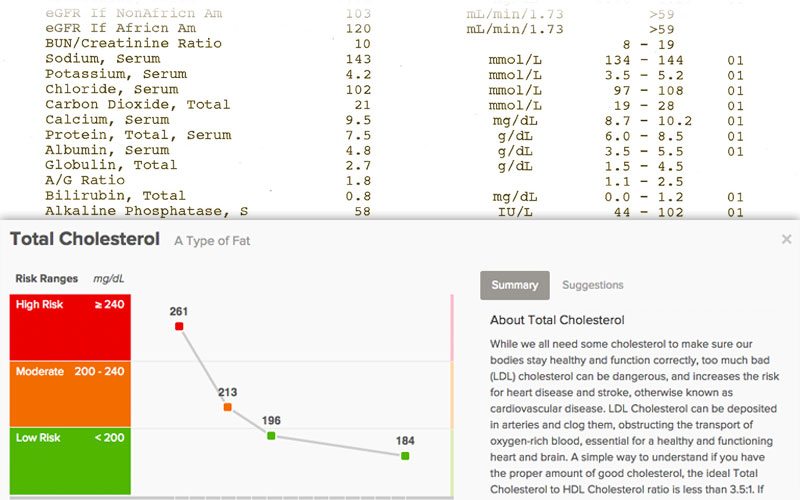 eGFR If NonAfricn Am 103 mL/min/1.73 >59
eGFR If Africn Am 120 mL/min/1.73 >59
BUN/Creatinine Ratio 10 8 - 19
Sodium, Serum 143 mmol/L 134 - 144 01
Potassium, Serum 4.2 mmol/L 3.5 - 5.2 01
Chloride, Serum 102 mmol/L 97 - 108 01
Carbon Dioxide, Total 21 mmol/L 19 - 28 01
Calcium, Serum 9.5 mg/dL 8.7 - 10.2 01
Protein, Total, Serum 7.5 g/dL 6.0 - 8.5 01
Albumin, Serum 4.8 g/dL 3.5 - 5.5 01
Globulin, Total 2.7 g/dL 1.5 - 4.5
A/G Ratio 1.8 1.1 - 2.5
Bilirubin, Total 0.8 mg/dL 0.0 - 1.2 01
Alkaline Phosphatase, S 58 IU/L 44 - 102 01
Total Cholesterol A Type of Fat ×
Risk Ranges mg/dL
High Risk ≥ 240
Moderate 200 - 240
Low Risk < 200
261
213
196
184
Summary Suggestions
About Total Cholesterol
While we all need some cholesterol to make sure our
bodies stay healthy and function correctly, too much bad
(LDL) cholesterol can be dangerous, and increases the risk
for heart disease and stroke, otherwise known as
cardiovascular disease. LDL Cholesterol can be deposited
in arteries and clog them, obstructing the transport of
oxygen-rich blood, essential for a healthy and functioning
heart and brain. A simple way to understand if you have
the proper amount of good cholesterol, the ideal Total
Cholesterol to HDL Cholesterol ratio is less than 3.5:1. If